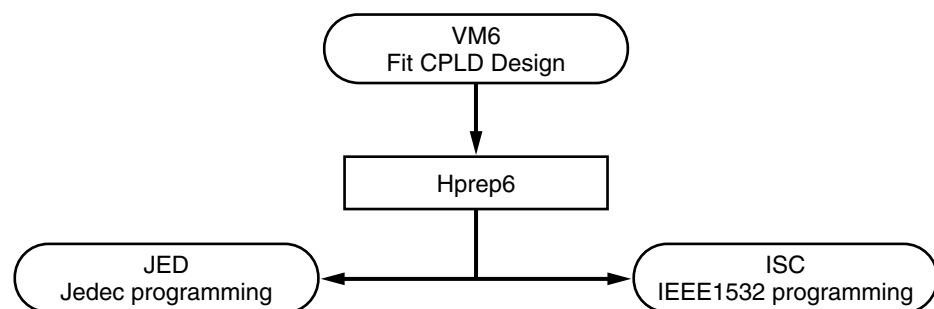 VM6
Fit CPLD Design
Hprep6
JED
Jedec programming
ISC
IEEE1532 programming